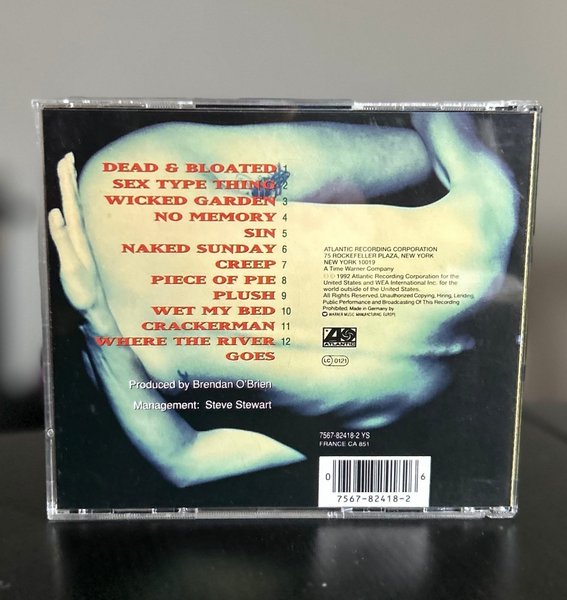 DEAD & BLOATED 1
SEX TYPE THING 2
WICKED GARDEN 3
NO MEMORY 4
SIN 5
NAKED SUNDAY 6
CREEP 7
PIECE OF PIE 8
PLUSH 9
WET MY BED 10
CRACKERMAN 11
WHERE THE RIVER 12
GOES
Produced by Brendan O'Brien
Management: Steve Stewart
ATLANTIC RECORDING CORPORATION
75 ROCKEFELLER PLAZA, NEW YORK
NEW YORK 10019
A Time Warner Company
℗ © 1992 Atlantic Recording Corporation for the
United States and WEA International Inc. for the
world outside of the United States.
All Rights Reserved. Unauthorized Copying, Hiring, Lending,
Public Performance and Broadcasting Of This Recording
Prohibited. Made in Germany by
WARNER MUSIC MANUFACTURING EUROPE
ATLANTIC
LC 0121
7567-82418-2 YS
FRANCE CA 851
0 7567-82418-2 6